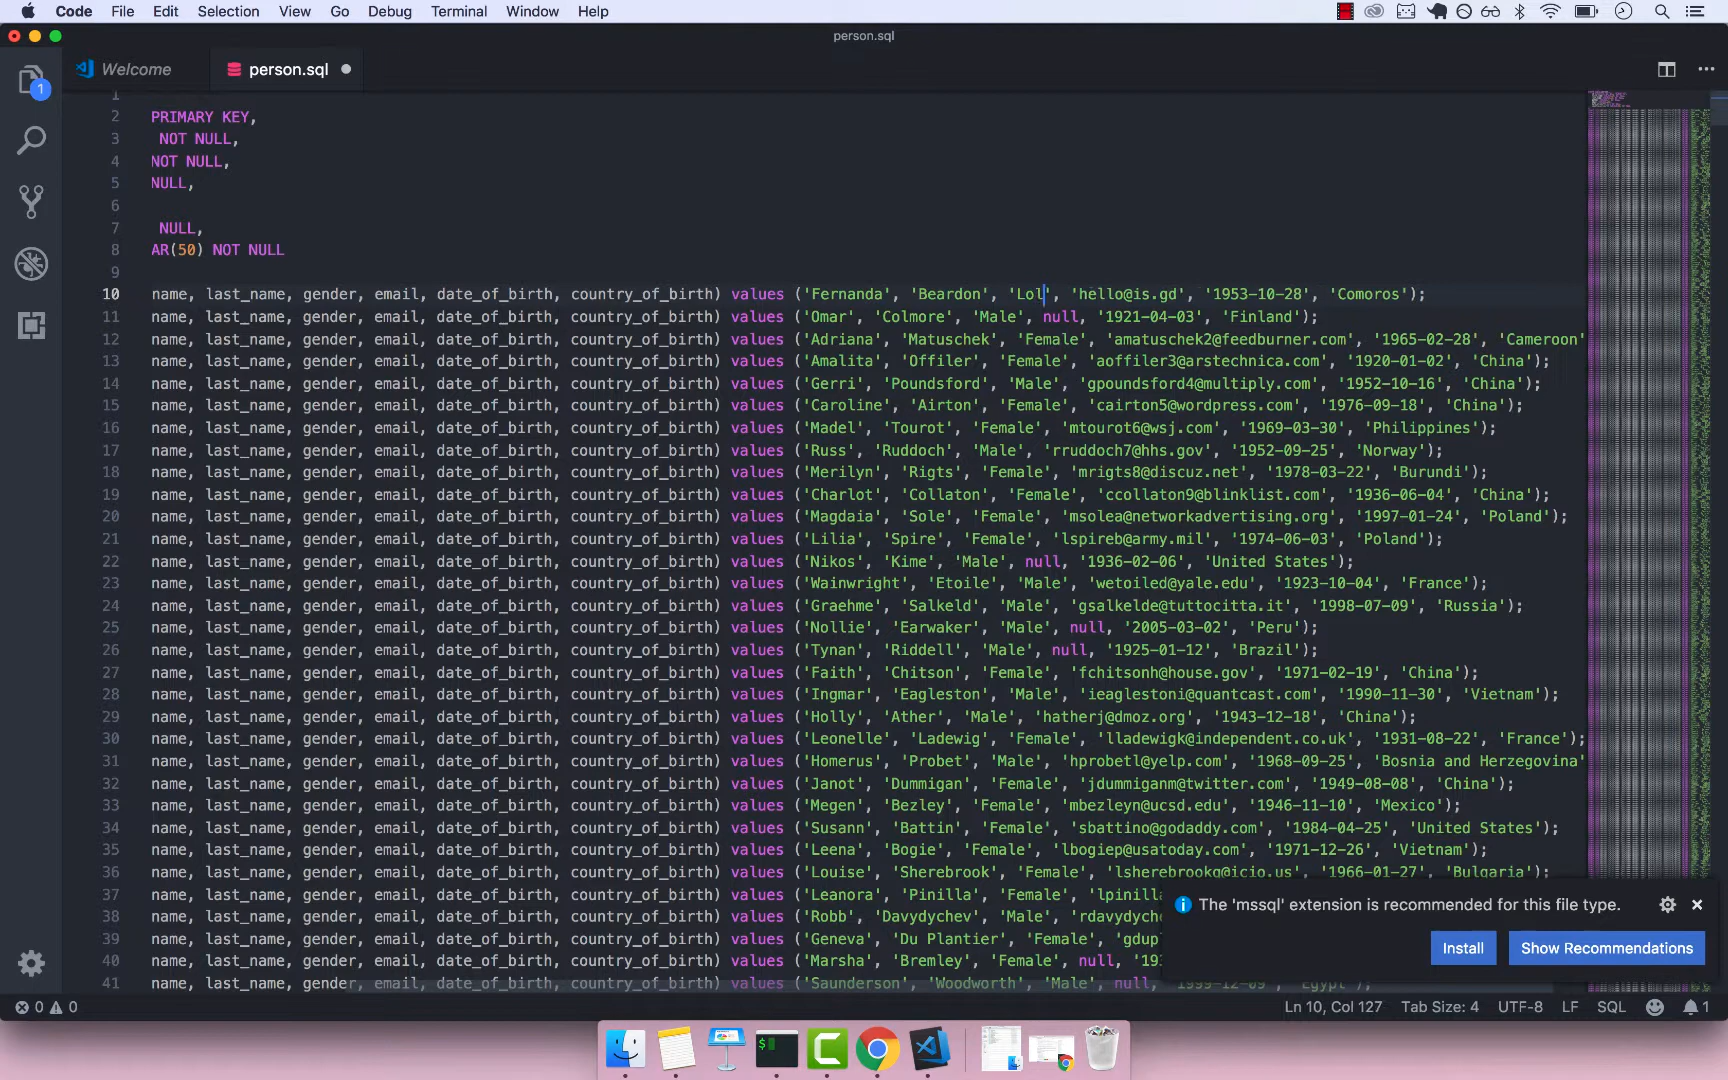 Code File Edit Selection View Go Debug Terminal Window Help
person.sql
Welcome person.sql
1
1
2 PRIMARY KEY,
3 NOT NULL,
4 NOT NULL,
5 NULL,
6
7 NULL,
8 AR(50) NOT NULL
9
10 name, last_name, gender, email, date_of_birth, country_of_birth) values ('Fernanda', 'Beardon', 'Lol', 'hello@is.gd', '1953-10-28', 'Comoros');
11 name, last_name, gender, email, date_of_birth, country_of_birth) values ('Omar', 'Colmore', 'Male', null, '1921-04-03', 'Finland');
12 name, last_name, gender, email, date_of_birth, country_of_birth) values ('Adriana', 'Matuschek', 'Female', 'amatuschek2@feedburner.com', '1965-02-28', 'Cameroon'
13 name, last_name, gender, email, date_of_birth, country_of_birth) values ('Amalita', 'Offiler', 'Female', 'aoffiler3@arstechnica.com', '1920-01-02', 'China');
14 name, last_name, gender, email, date_of_birth, country_of_birth) values ('Gerri', 'Poundsford', 'Male', 'gpoundsford4@multiply.com', '1952-10-16', 'China');
15 name, last_name, gender, email, date_of_birth, country_of_birth) values ('Caroline', 'Airton', 'Female', 'cairton5@wordpress.com', '1976-09-18', 'China');
16 name, last_name, gender, email, date_of_birth, country_of_birth) values ('Madel', 'Tourot', 'Female', 'mtourot6@wsj.com', '1969-03-30', 'Philippines');
17 name, last_name, gender, email, date_of_birth, country_of_birth) values ('Russ', 'Ruddoch', 'Male', 'rruddoch7@hhs.gov', '1952-09-25', 'Norway');
18 name, last_name, gender, email, date_of_birth, country_of_birth) values ('Merilyn', 'Rigts', 'Female', 'mrigts8@discuz.net', '1978-03-22', 'Burundi');
19 name, last_name, gender, email, date_of_birth, country_of_birth) values ('Charlot', 'Collaton', 'Female', 'ccollaton9@blinklist.com', '1936-06-04', 'China');
20 name, last_name, gender, email, date_of_birth, country_of_birth) values ('Magdaia', 'Sole', 'Female', 'msolea@networkadvertising.org', '1997-01-24', 'Poland');
21 name, last_name, gender, email, date_of_birth, country_of_birth) values ('Lilia', 'Spire', 'Female', 'lspireb@army.mil', '1974-06-03', 'Poland');
22 name, last_name, gender, email, date_of_birth, country_of_birth) values ('Nikos', 'Kime', 'Male', null, '1936-02-06', 'United States');
23 name, last_name, gender, email, date_of_birth, country_of_birth) values ('Wainwright', 'Etoile', 'Male', 'wetoiled@yale.edu', '1923-10-04', 'France');
24 name, last_name, gender, email, date_of_birth, country_of_birth) values ('Graehme', 'Salkeld', 'Male', 'gsalkelde@tuttocitta.it', '1998-07-09', 'Russia');
25 name, last_name, gender, email, date_of_birth, country_of_birth) values ('Nollie', 'Earwaker', 'Male', null, '2005-03-02', 'Peru');
26 name, last_name, gender, email, date_of_birth, country_of_birth) values ('Tynan', 'Riddell', 'Male', null, '1925-01-12', 'Brazil');
27 name, last_name, gender, email, date_of_birth, country_of_birth) values ('Faith', 'Chitson', 'Female', 'fchitsonh@house.gov', '1971-02-19', 'China');
28 name, last_name, gender, email, date_of_birth, country_of_birth) values ('Ingmar', 'Eagleston', 'Male', 'ieaglestoni@quantcast.com', '1990-11-30', 'Vietnam');
29 name, last_name, gender, email, date_of_birth, country_of_birth) values ('Holly', 'Ather', 'Male', 'hatherj@dmoz.org', '1943-12-18', 'China');
30 name, last_name, gender, email, date_of_birth, country_of_birth) values ('Leonelle', 'Ladewig', 'Female', 'lladewigk@independent.co.uk', '1931-08-22', 'France');
31 name, last_name, gender, email, date_of_birth, country_of_birth) values ('Homerus', 'Probet', 'Male', 'hprobetl@yelp.com', '1968-09-25', 'Bosnia and Herzegovina'
32 name, last_name, gender, email, date_of_birth, country_of_birth) values ('Janot', 'Dummigan', 'Female', 'jdummiganm@twitter.com', '1949-08-08', 'China');
33 name, last_name, gender, email, date_of_birth, country_of_birth) values ('Megen', 'Bezley', 'Female', 'mbezleyn@ucsd.edu', '1946-11-10', 'Mexico');
34 name, last_name, gender, email, date_of_birth, country_of_birth) values ('Susann', 'Battin', 'Female', 'sbattino@godaddy.com', '1984-04-25', 'United States');
35 name, last_name, gender, email, date_of_birth, country_of_birth) values ('Leena', 'Bogie', 'Female', 'lbogiep@usatoday.com', '1971-12-26', 'Vietnam');
36 name, last_name, gender, email, date_of_birth, country_of_birth) values ('Louise', 'Sherebrook', 'Female', 'lsherebrookq@icio.us', '1966-01-27', 'Bulgaria');
37 name, last_name, gender, email, date_of_birth, country_of_birth) values ('Leanora', 'Pinilla', 'Female', 'lpinilla
38 name, last_name, gender, email, date_of_birth, country_of_birth) values ('Robb', 'Davydychev', 'Male', 'rdavydyche
39 name, last_name, gender, email, date_of_birth, country_of_birth) values ('Geneva', 'Du Plantier', 'Female', 'gdup
40 name, last_name, gender, email, date_of_birth, country_of_birth) values ('Marsha', 'Bremley', 'Female', null, '19
41 name, last_name, gender, email, date_of_birth, country_of_birth) values ('Saunderson', 'Woodworth', 'Male', null, '1999-12-09', 'Egypt');
The 'mssql' extension is recommended for this file type.
Install Show Recommendations
0 0 Ln 10, Col 127 Tab Size: 4 UTF-8 LF SQL 1